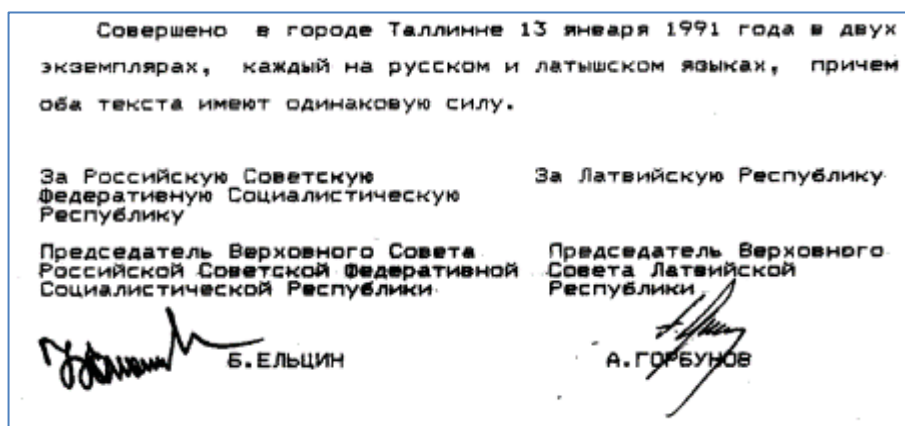 Совершено в городе Таллинне 13 января 1991 года в двух
экземплярах, каждый на русском и латышском языках, причем
оба текста имеют одинаковую силу.
За Российскую Советскую
Федеративную Социалистическую
Республику
За Латвийскую Республику
Председатель Верховного Совета
Российской Советской Федеративной
Социалистической Республики
Председатель Верховного
Совета Латвийской
Республики
Б.ЕЛЬЦИН
А.ГОРБУНОВ